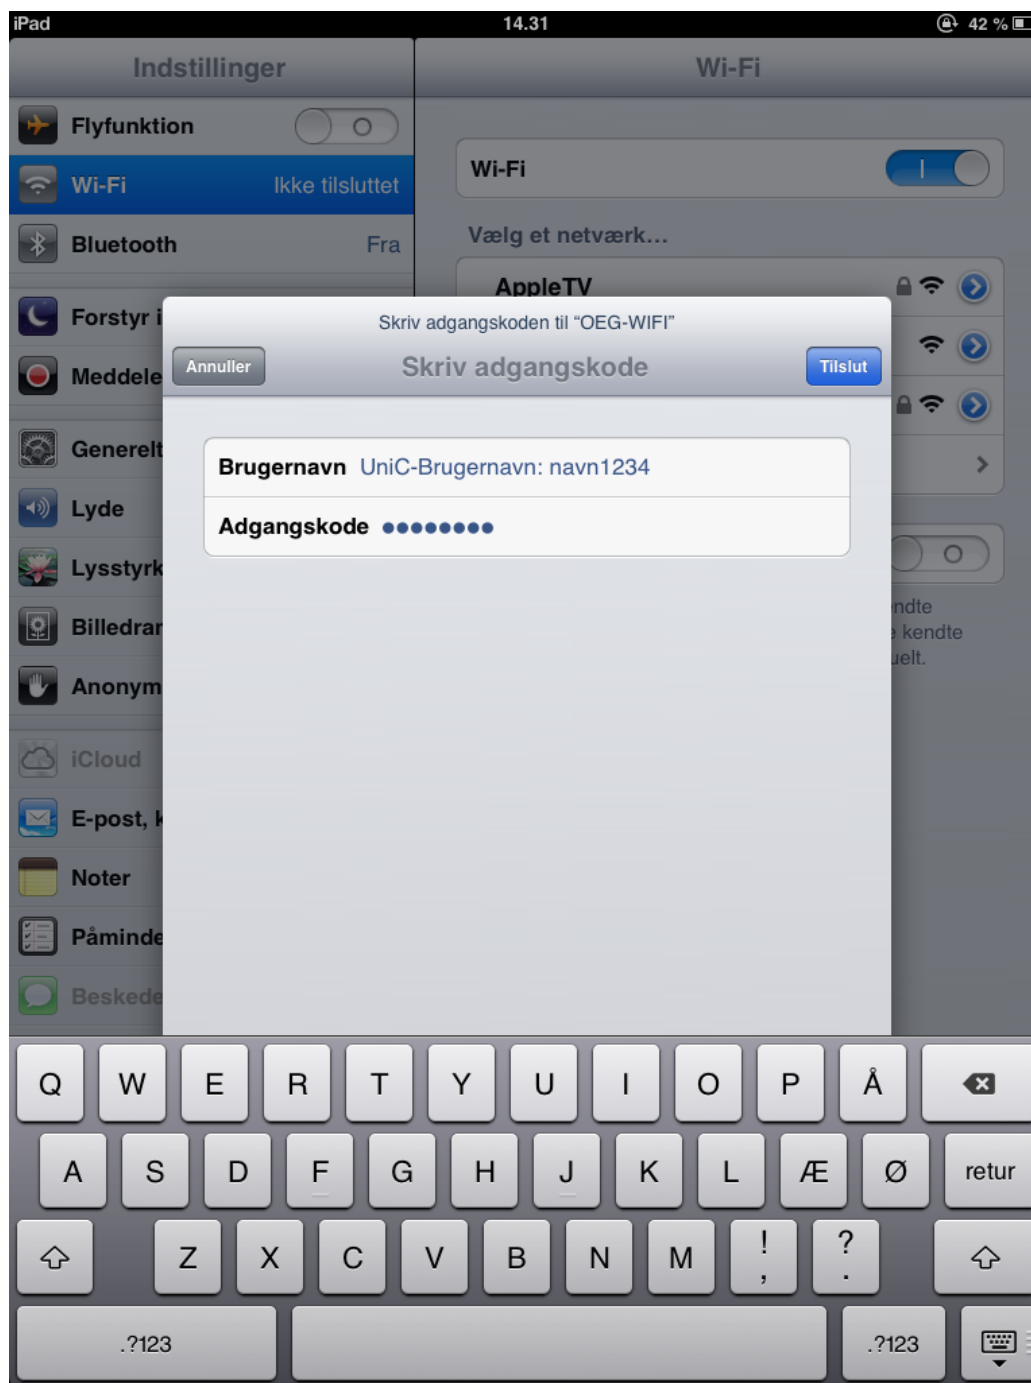 iPad 14.31 42 %
Indstillinger Wi-Fi
Flyfunktion
Wi-Fi Ikke tilsluttet
Bluetooth Fra
Wi-Fi
Vælg et netværk...
AppleTV
Forstyr i
Meddele
Generelt
Lyde
Lysstyrk
Billedran
Anonym
iCloud
E-post, k
Noter
Påminde
Beskede
Skriv adgangskoden til “OEG-WIFI”
Annuller Skriv adgangskode Tilslut
Brugernavn UniC-Brugernavn: navn1234
Adgangskode ••••••••
endte
e kendte
uelt.
Q W E R T Y U I O P Å
A S D F G H J K L Æ Ø retur
Z X C V B N M ! , ? .
.?123 .?123